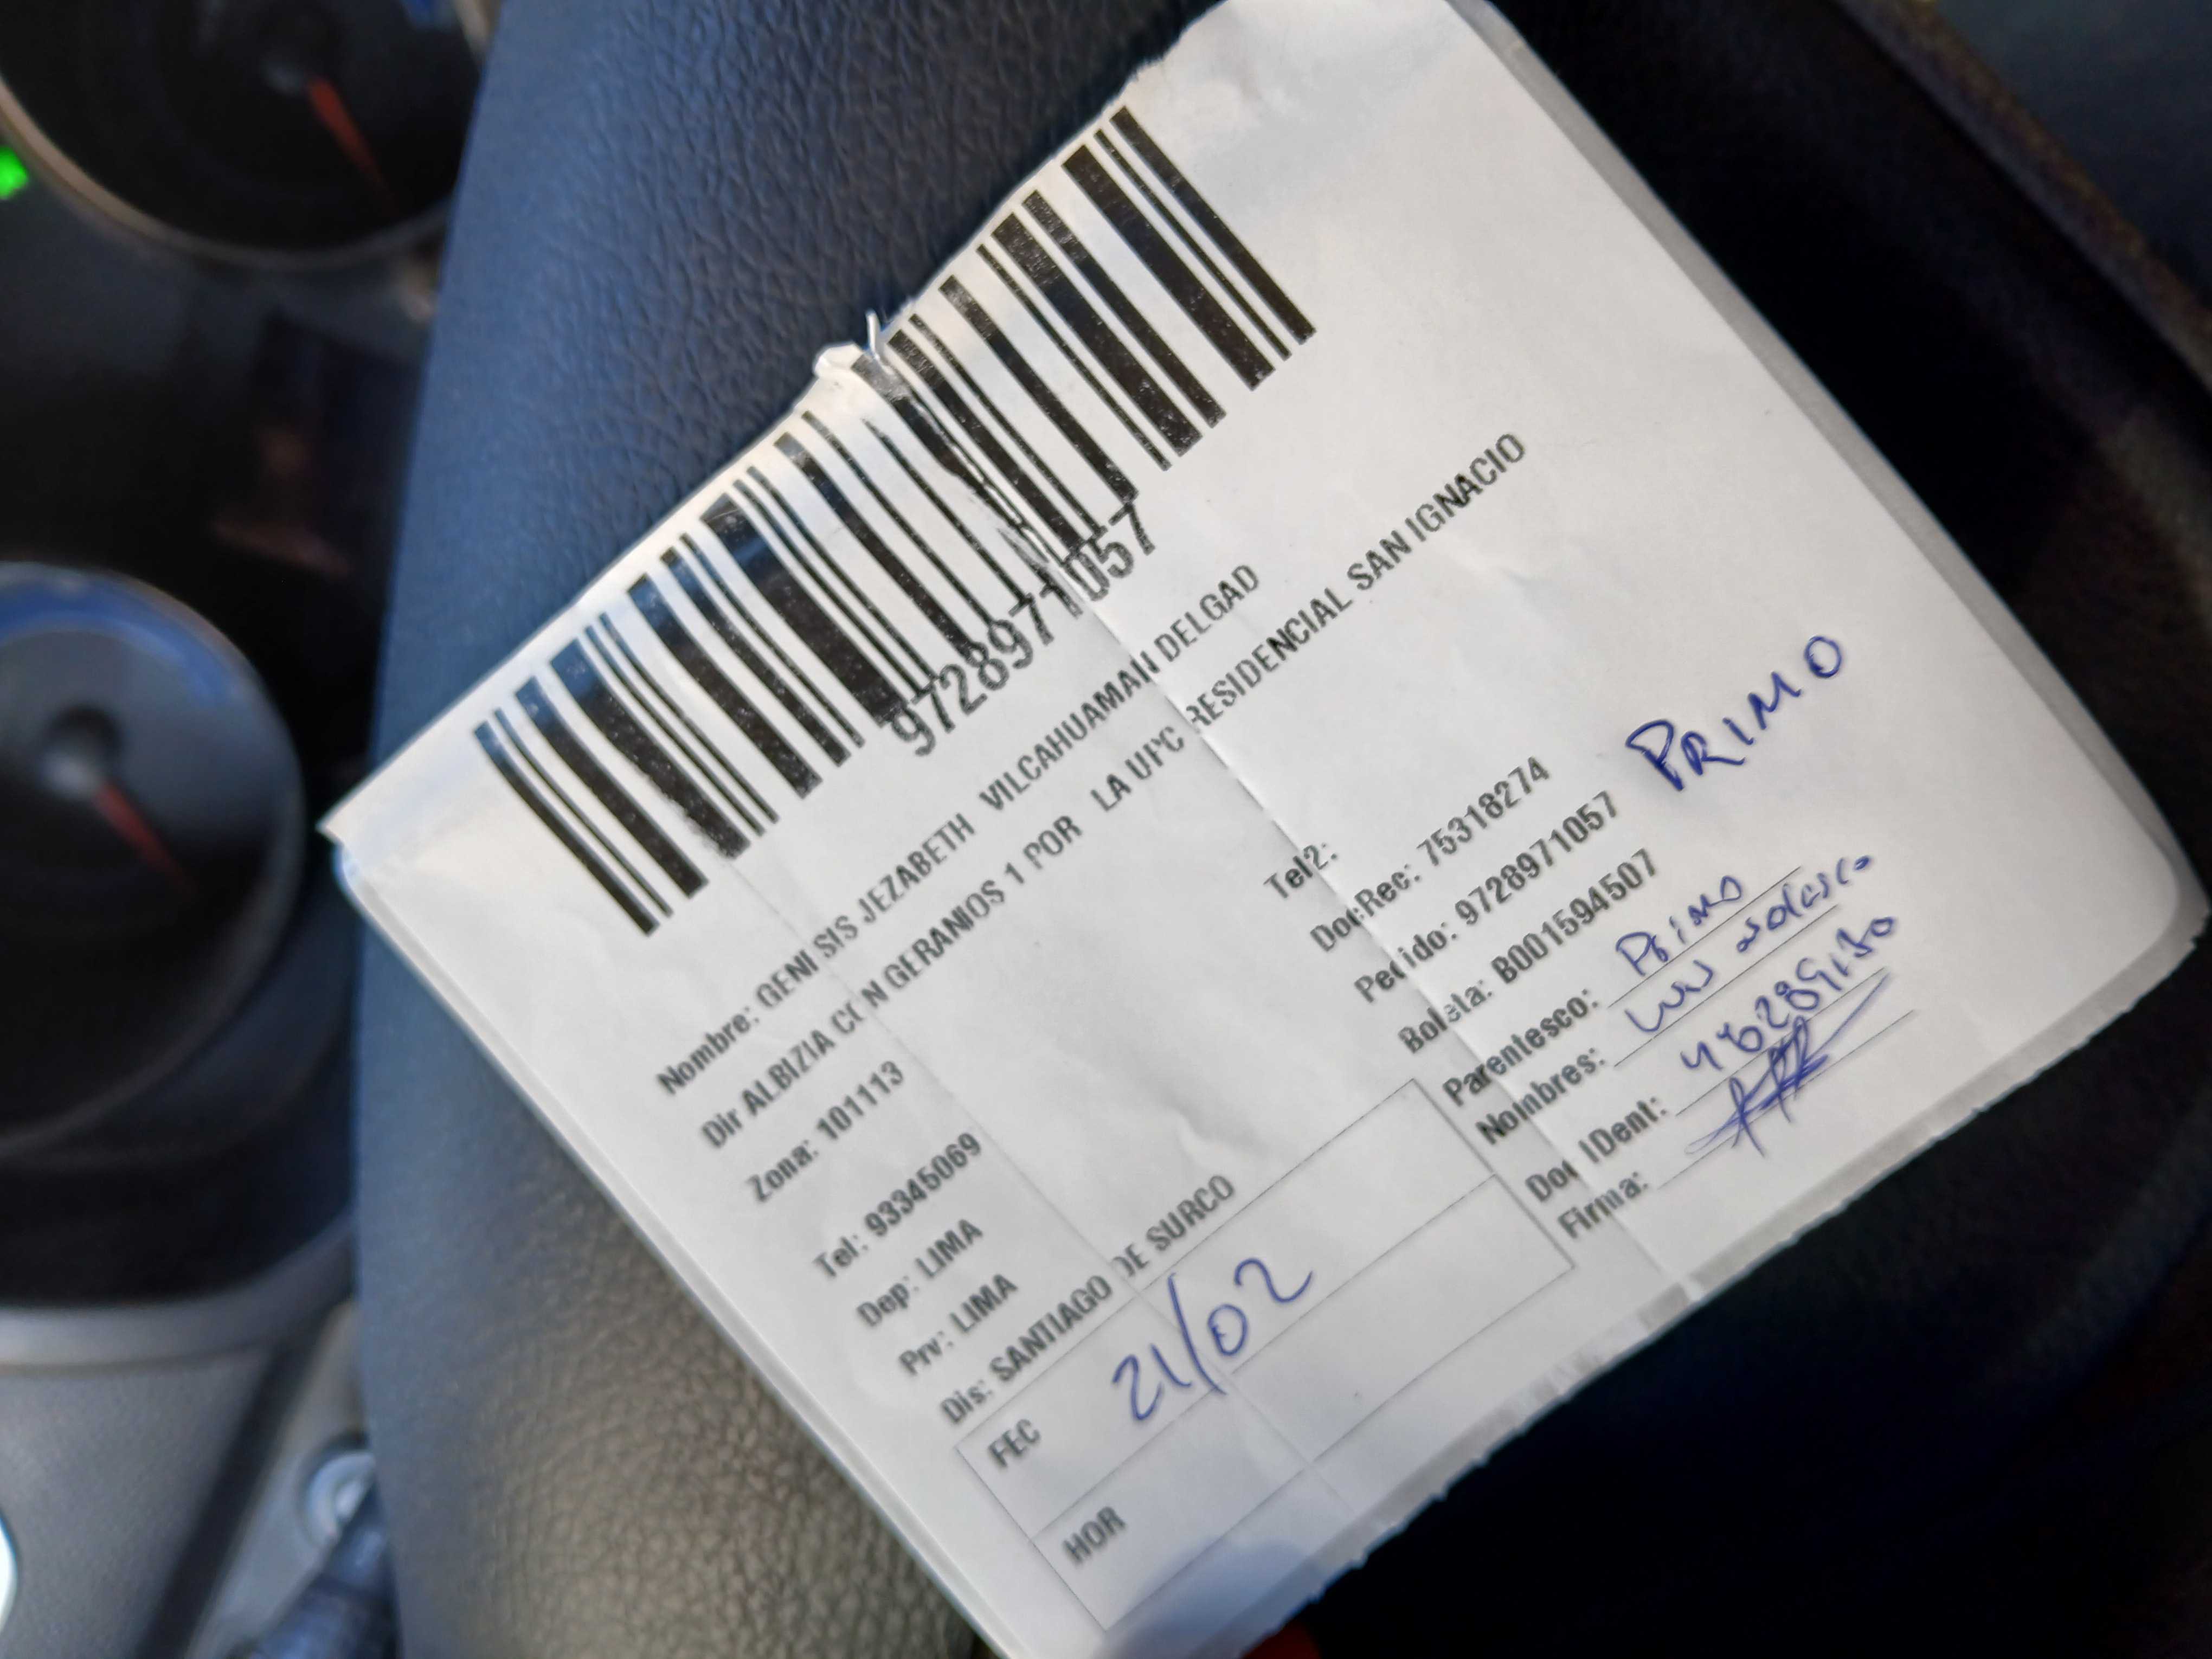 9728971057
Nombre: GENESIS JEZABETH VILCAHUAMAN DELGAD
Dir ALBIZIA CON GERANIOS 1 POR LA UPC RESIDENCIAL SAN IGNACIO
Zona: 101113
Tel: 93345069
Tel2:
Dep: LIMA
DocRec: 75318274
Prv: LIMA
Pedido: 9728971057
PRIMO
Dis: SANTIAGO DE SURCO
Boleta: B001594507
FEC 21/02
Parentesco: PRIMO
HOR
Nombres: Luis
Doc IDent:
Firma: